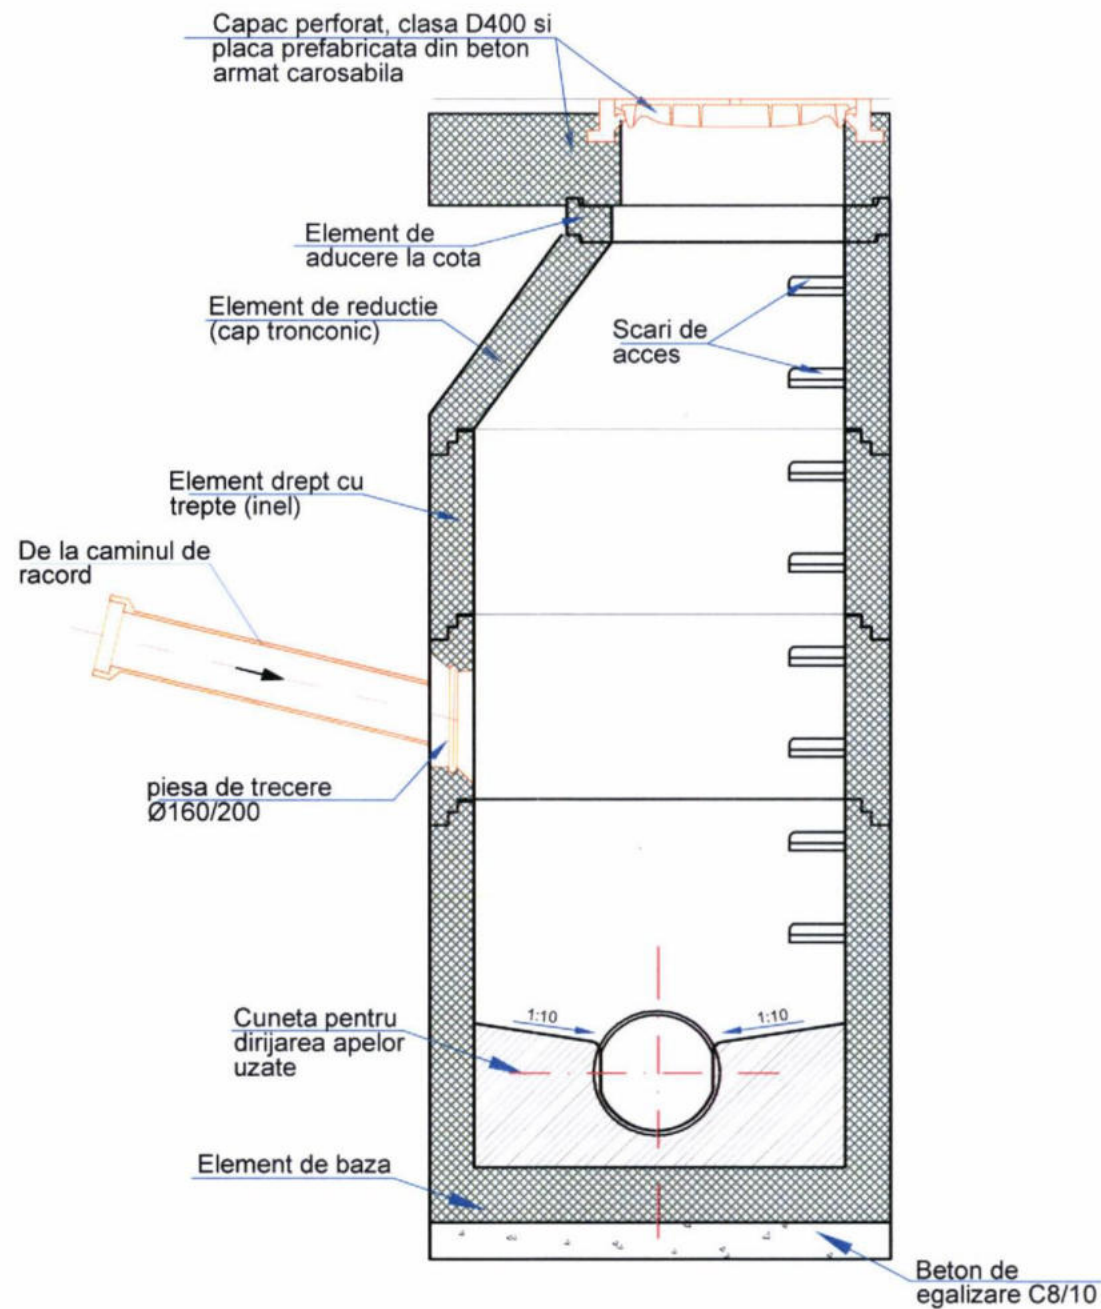 Capac perforat, clasa D400 si
placa prefabricata din beton
armat carosabila
Element de
aducere la cota
Element de reductie
(cap tronconic)
Scari de
acces
Element drept cu
trepte (inel)
De la caminul de
racord
piesa de trecere
Ø160/200
Cuneta pentru
dirijarea apelor
uzate
1:10
1:10
Element de baza
Beton de
egalizare C8/10